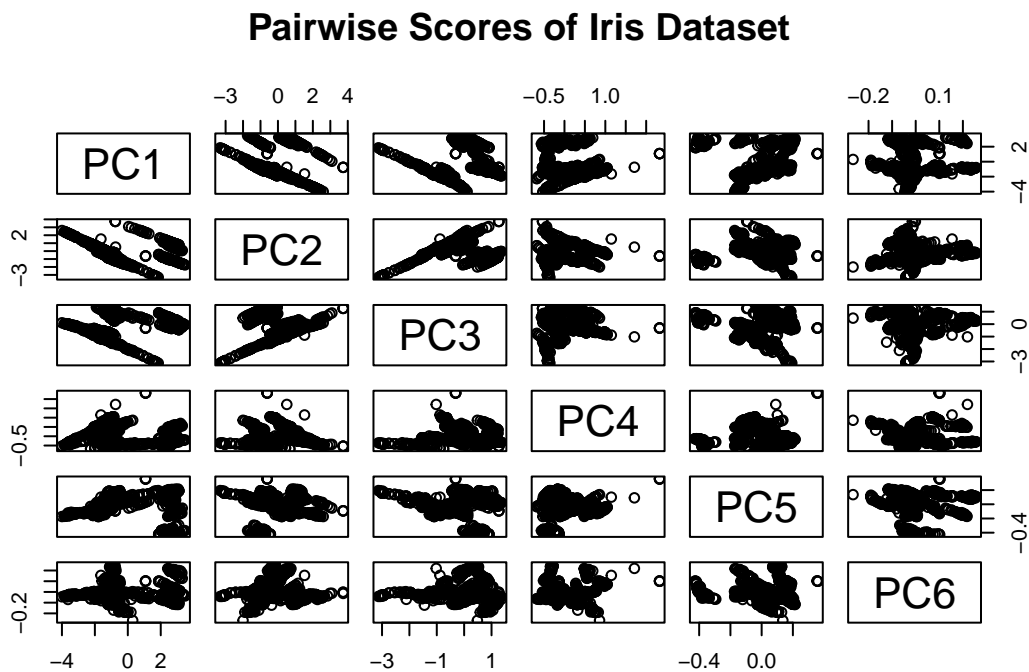 Pairwise Scores of Iris Dataset
−3 0 2 4
−0.5 1.0
−0.2 0.1
PC1
2
−4
2
−3
PC2
PC3
0
−3
−0.5
PC4
PC5
−0.4
−0.2
PC6
−4 0 2
−3 −1 1
−0.4 0.0